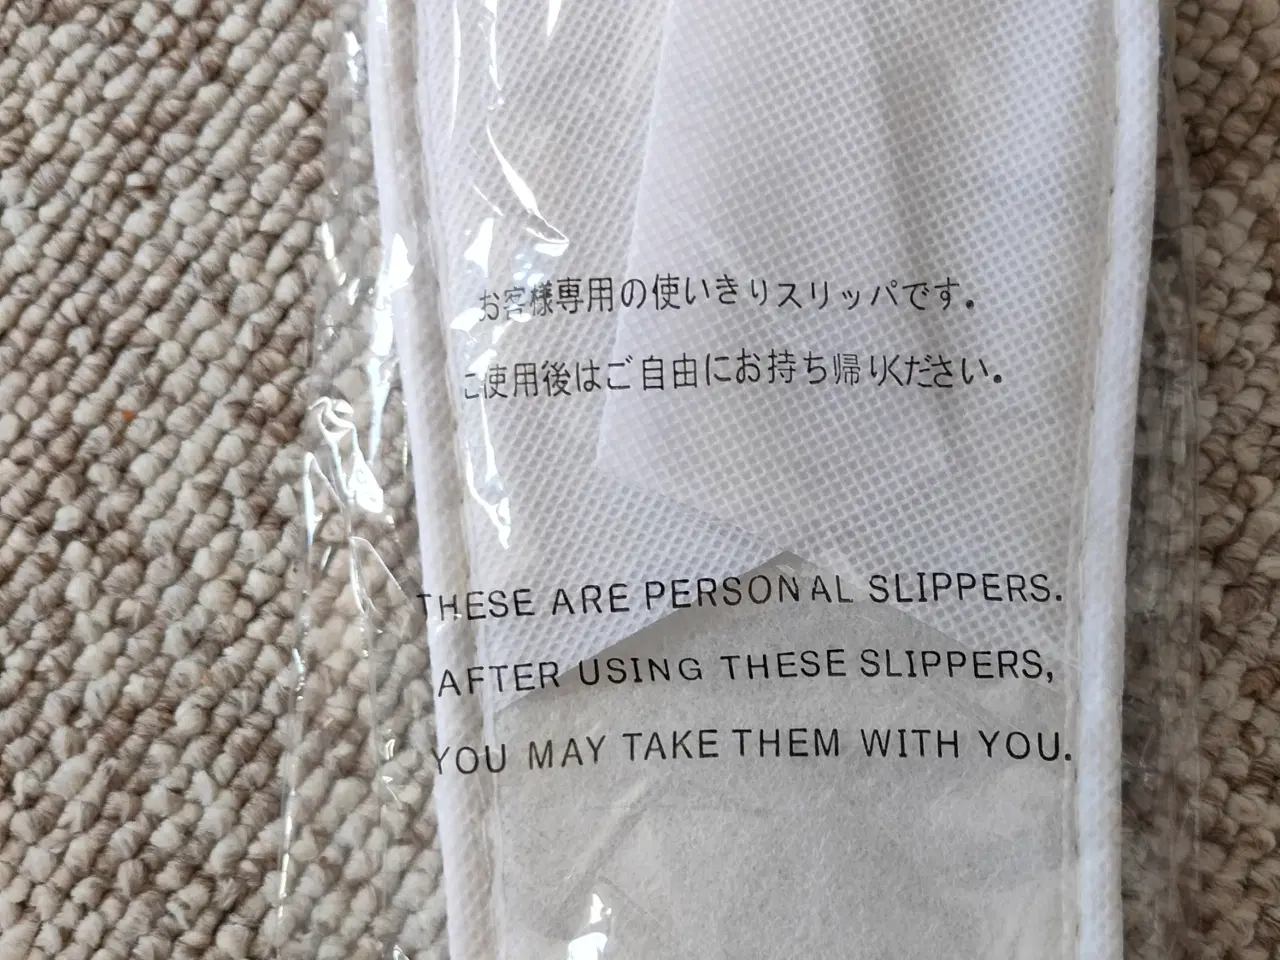 お客様専用の使いきりスリッパです。
ご使用後はご自由にお持ち帰りください。
THESE ARE PERSONAL SLIPPERS.
AFTER USING THESE SLIPPERS,
YOU MAY TAKE THEM WITH YOU.